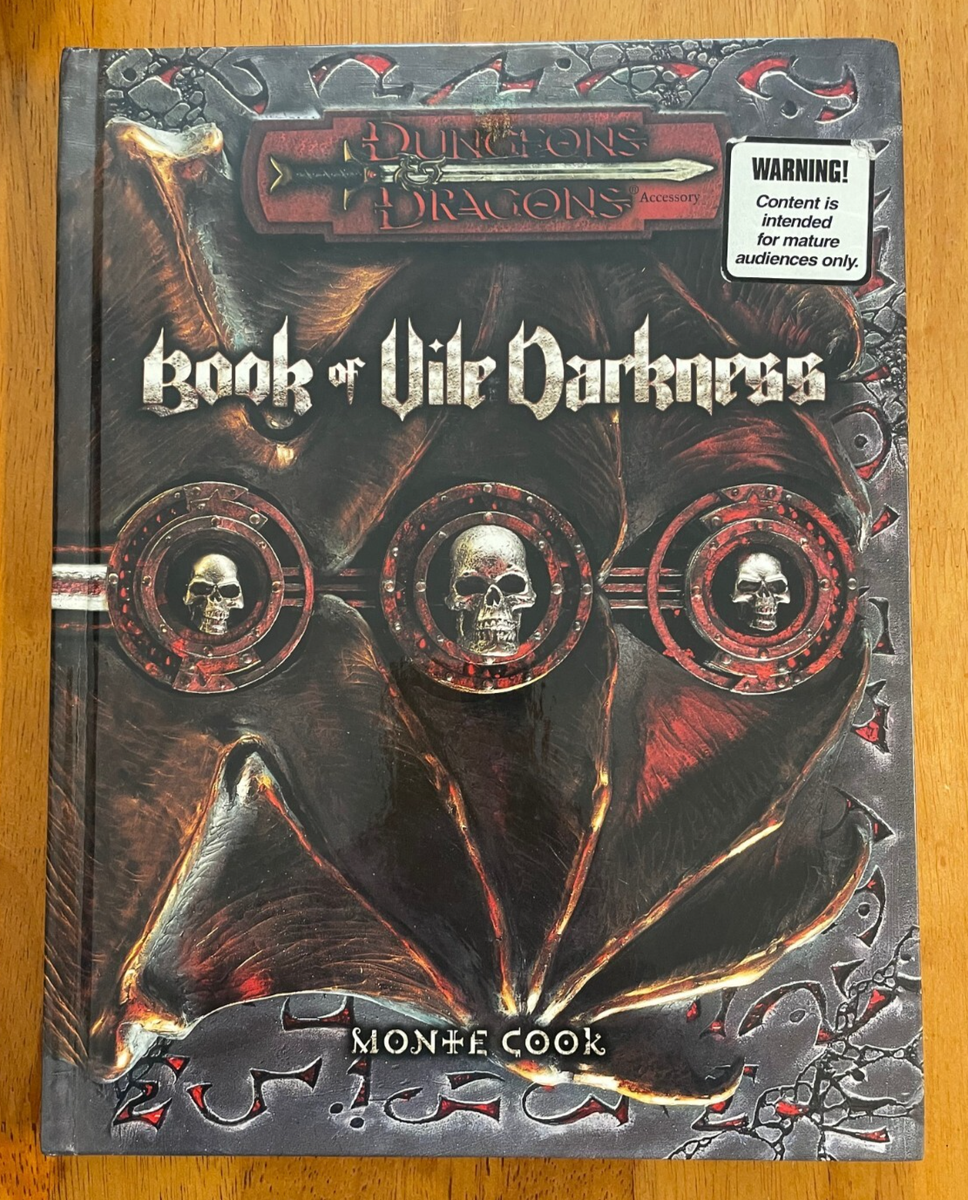 DUNGEONS
DRAGONS® Accessory
WARNING!
Content is
intended
for mature
audiences only.
Book of Vile Darkness
MONTE COOK